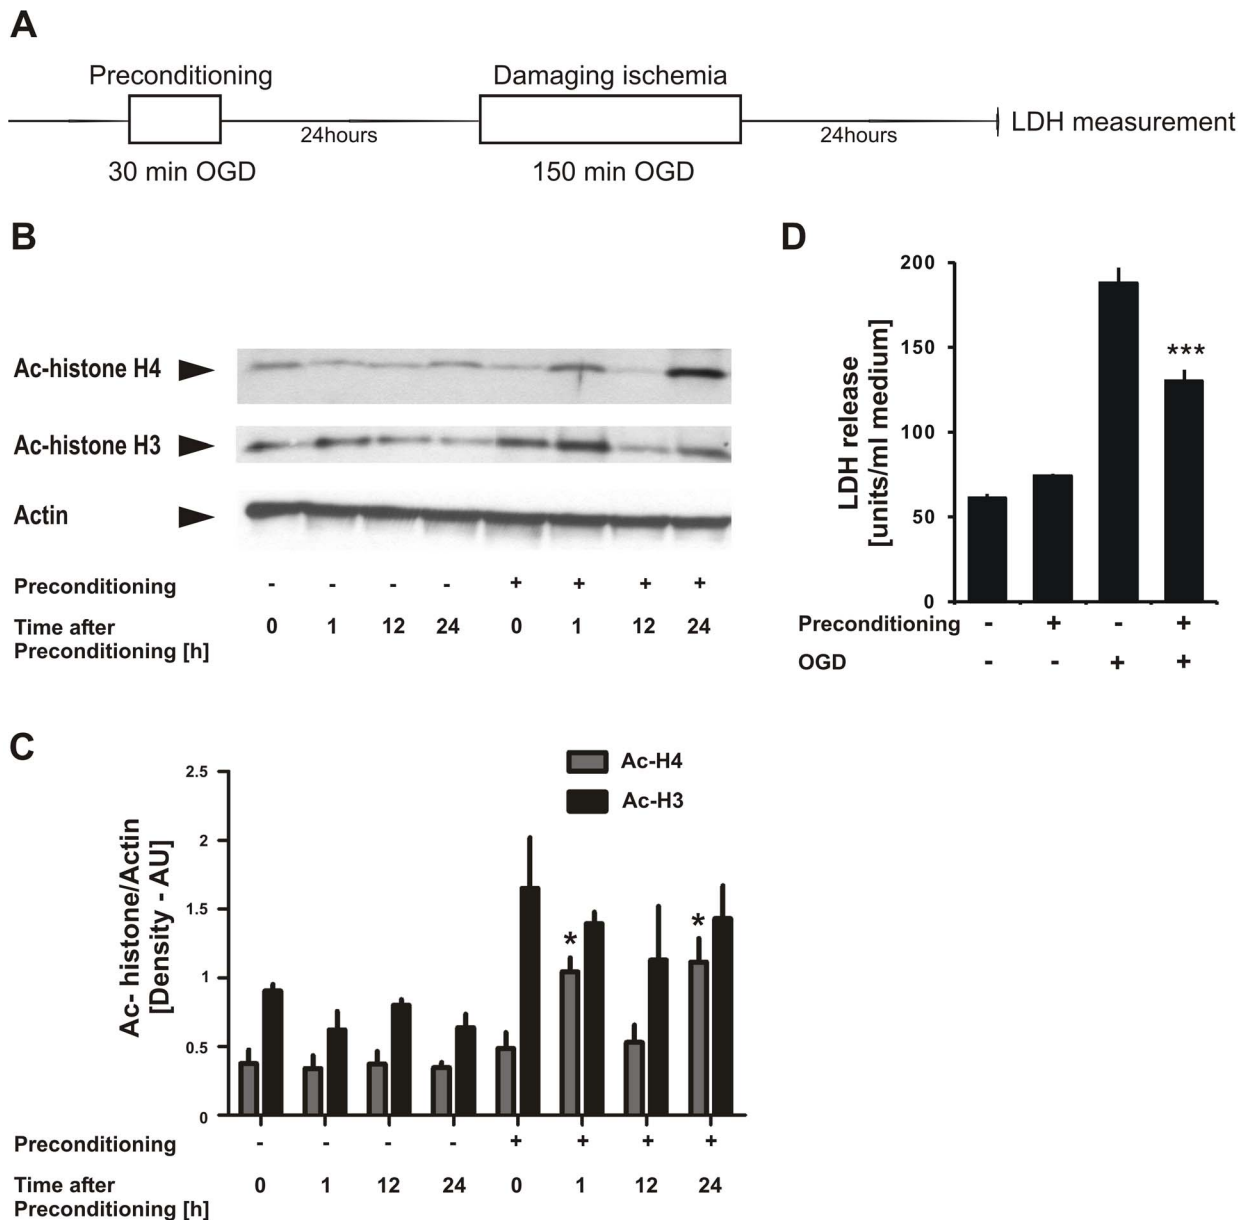 A
Preconditioning
Damaging ischemia
24hours
24hours
LDH measurement
30 min OGD
150 min OGD
B
Ac-histone H4
Ac-histone H3
Actin
Preconditioning - - - - + + + +
Time after
Preconditioning [h] 0 1 12 24 0 1 12 24
D
LDH release
[units/ml medium]
200
150
100
50
0
***
Preconditioning - + - +
OGD - - + +
C
Ac-H4
Ac-H3
Ac- histone/Actin
[Density - AU]
2.5
2
1.5
1
0.5
0
*
*
Preconditioning - - - - + + + +
Time after
Preconditioning [h] 0 1 12 24 0 1 12 24